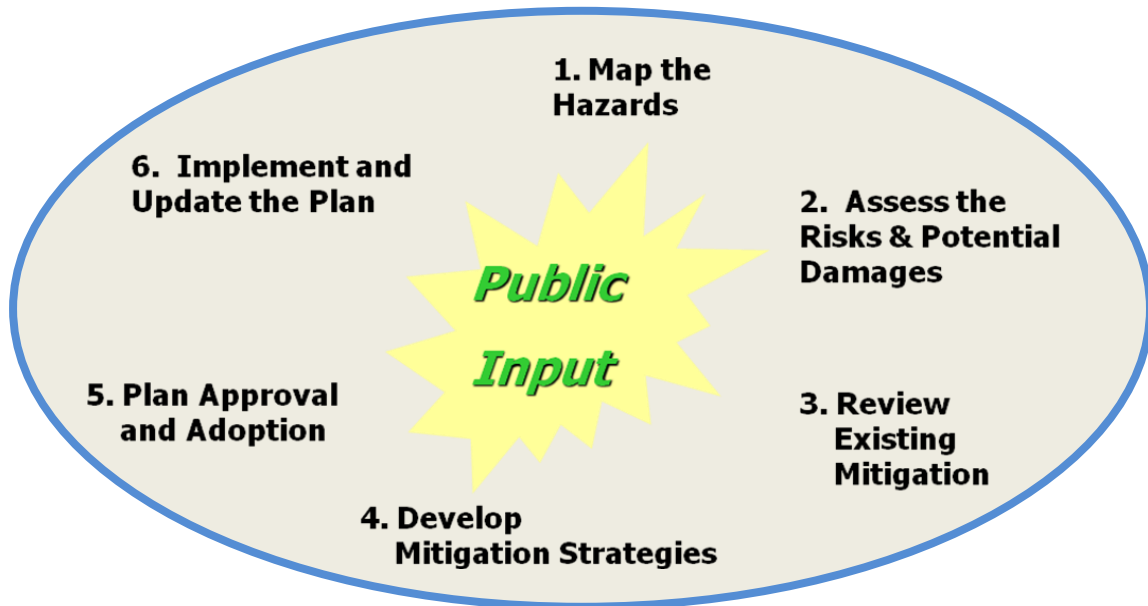 1. Map the
Hazards
2. Assess the
Risks & Potential
Damages
3. Review
Existing
Mitigation
4. Develop
Mitigation Strategies
5. Plan Approval
and Adoption
6. Implement and
Update the Plan
Public
Input